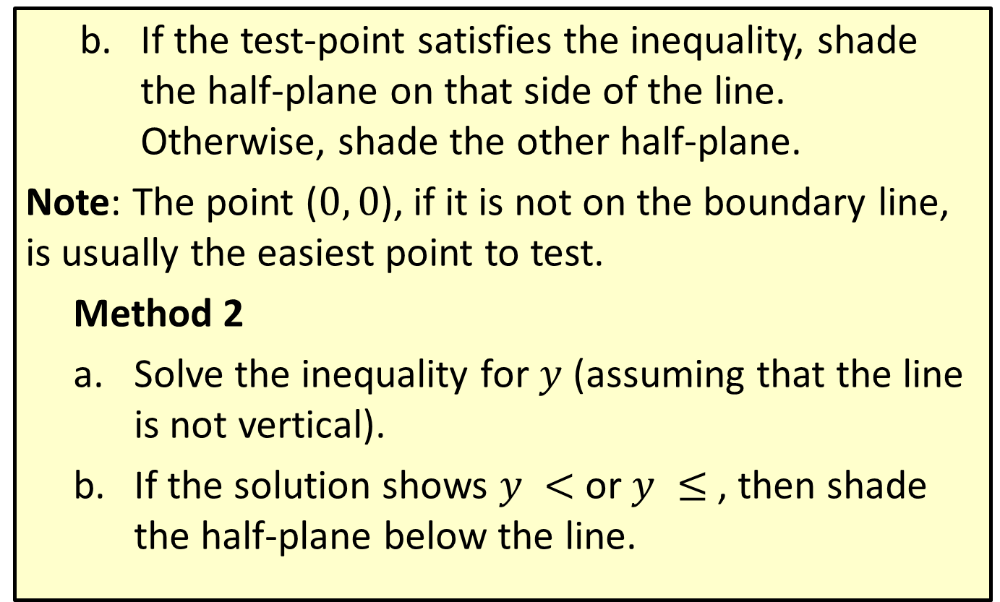 b. If the test-point satisfies the inequality, shade
the half-plane on that side of the line.
Otherwise, shade the other half-plane.
Note: The point (0, 0), if it is not on the boundary line,
is usually the easiest point to test.
Method 2
a. Solve the inequality for y (assuming that the line
is not vertical).
b. If the solution shows y < or y ≤ , then shade
the half-plane below the line.